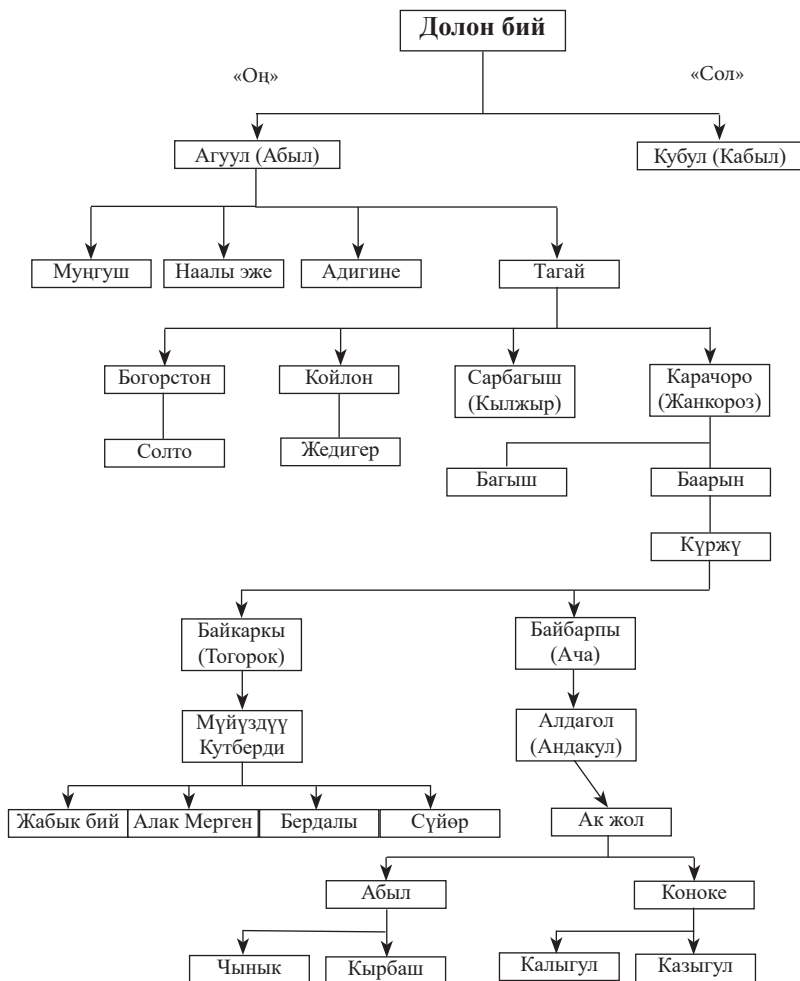 Долон бий
«Оң»
«Сол»
Агуул (Абыл)
Кубул (Кабыл)
Муңгуш
Наалы эже
Адигине
Тагай
Богорстон
Койлон
Сарбагыш
(Кылжыр)
Карачоро
(Жанкороз)
Солто
Жедигер
Багыш
Баарын
Күржү
Байкаркы
(Тогорок)
Байбарпы
(Ача)
Мүйүздүү
Кутберди
Алдагол
(Андакул)
Жабык бий
Алак Мерген
Бердалы
Сүйөр
Ак жол
Абыл
Коноке
Чынык
Кырбаш
Калыгул
Казыгул